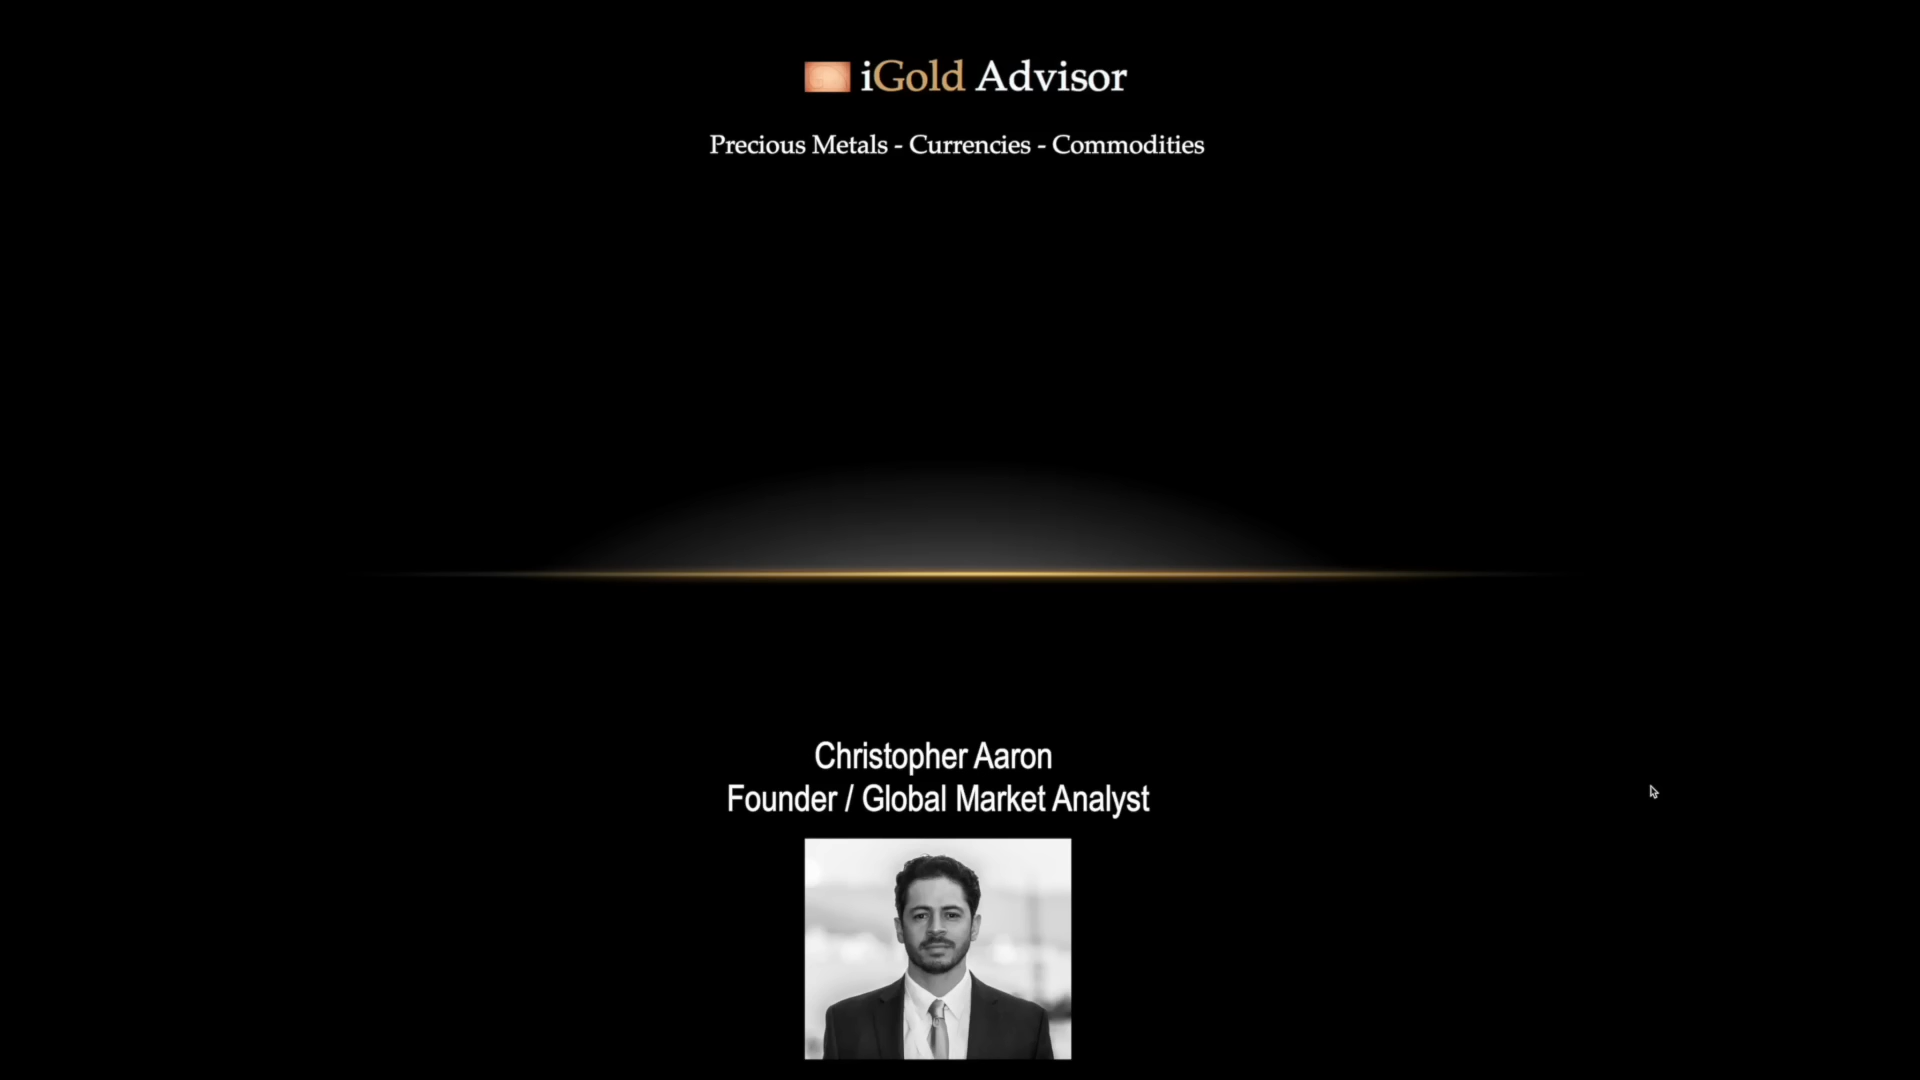 iGold Advisor
Precious Metals - Currencies - Commodities
Christopher Aaron
Founder / Global Market Analyst